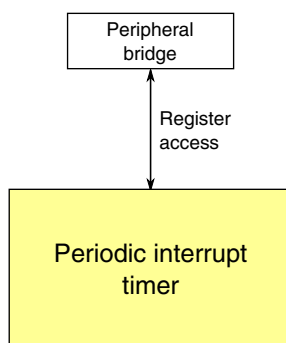 Peripheral
bridge
Register
access
Periodic interrupt
timer